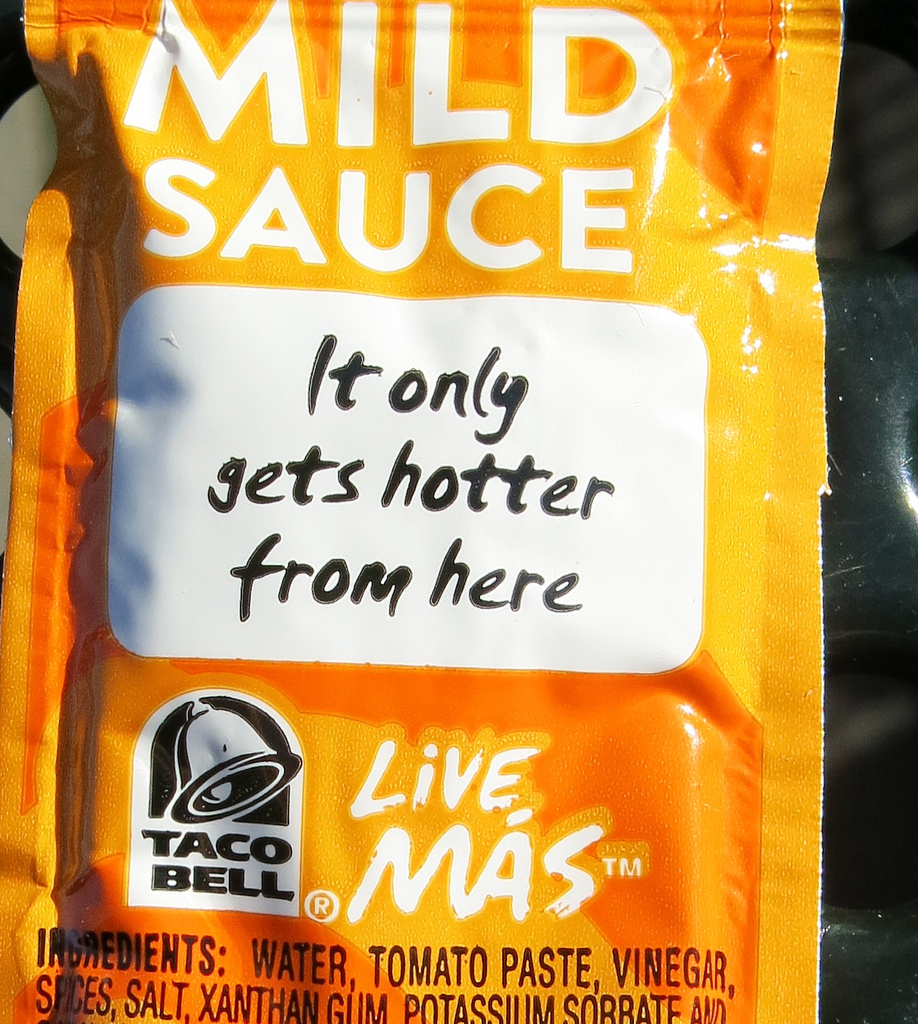 MILD
SAUCE
It only
gets hotter
from here
LIVE
MÁS™
TACO
BELL®
INGREDIENTS: WATER, TOMATO PASTE, VINEGAR,
SPICES, SALT, XANTHAN GUM, POTASSIUM SORBATE AND